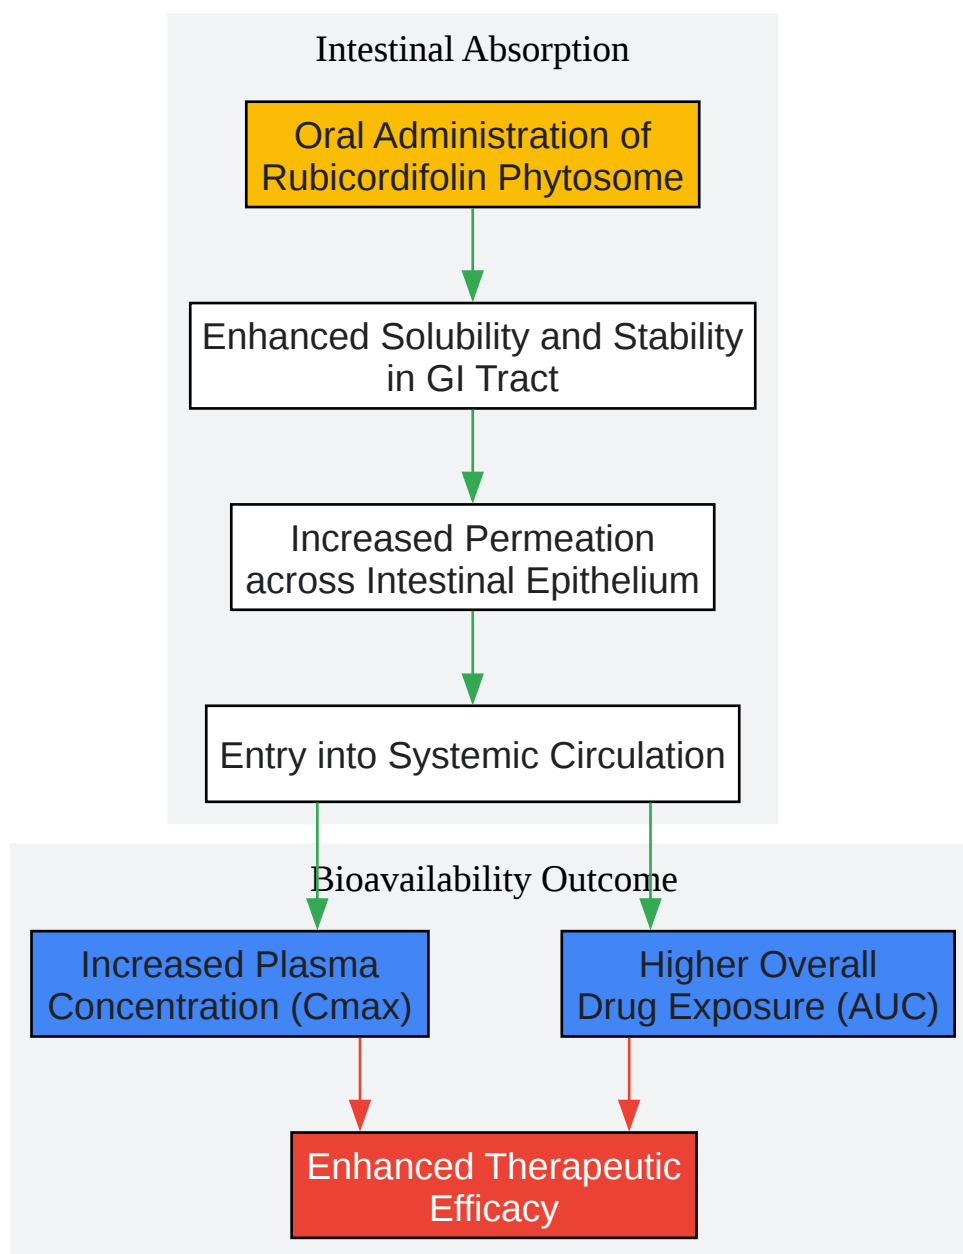 Intestinal Absorption
Oral Administration of
Rubicordifolin Phytosome
Enhanced Solubility and Stability
in GI Tract
Increased Permeation
across Intestinal Epithelium
Entry into Systemic Circulation
Bioavailability Outcome
Increased Plasma
Concentration (Cmax)
Higher Overall
Drug Exposure (AUC)
Enhanced Therapeutic
Efficacy